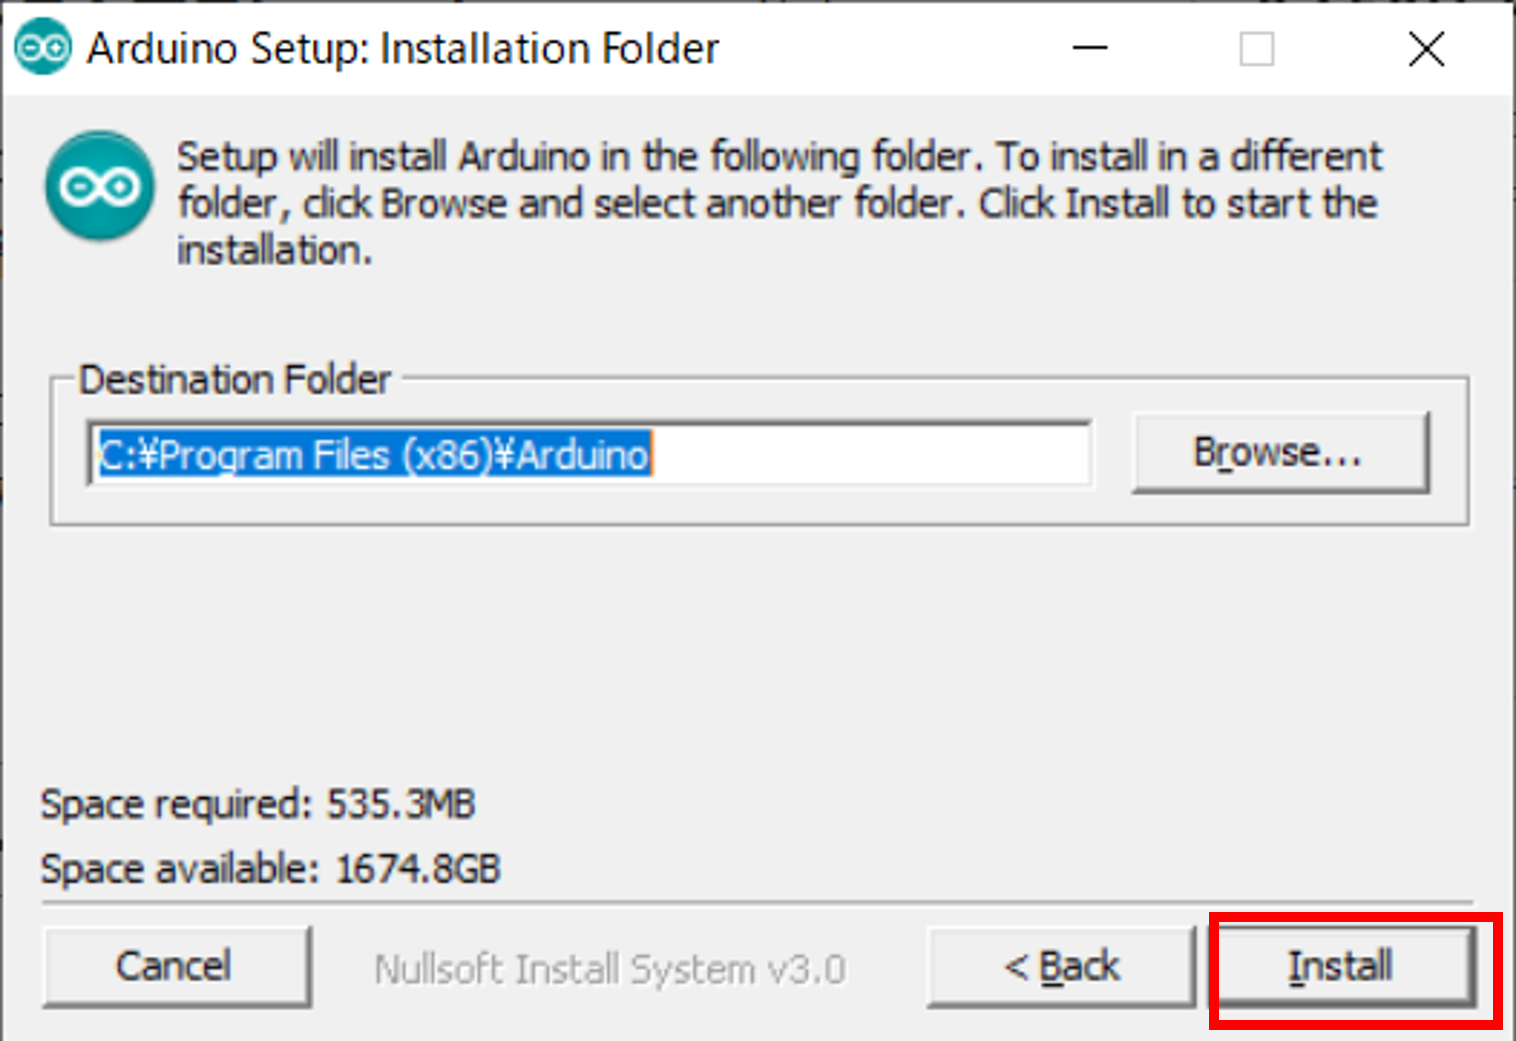 Arduino Setup: Installation Folder
Setup will install Arduino in the following folder. To install in a different
folder, click Browse and select another folder. Click Install to start the
installation.
Destination Folder
C:¥Program Files (x86)¥Arduino
Browse...
Space required: 535.3MB
Space available: 1674.8GB
Cancel
Nullsoft Install System v3.0
< Back
Install